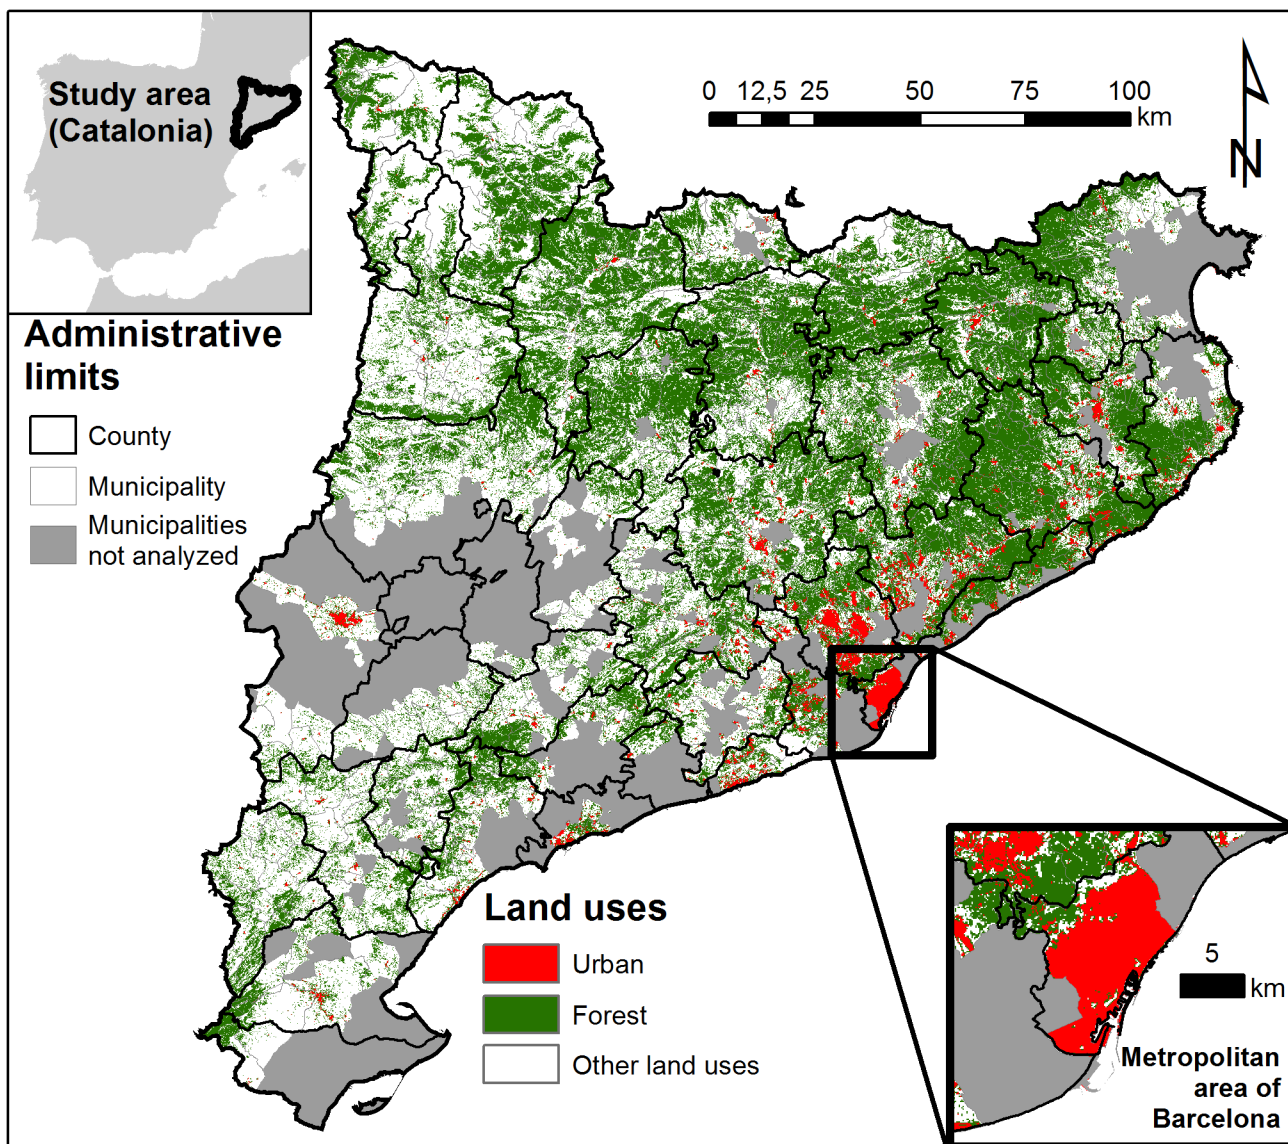 Study area
(Catalonia)
0 12,5 25 50 75 100
km
N
Administrative
limits
County
Municipality
Municipalities
not analyzed
Land uses
Urban
Forest
Other land uses
5
km
Metropolitan
area of
Barcelona